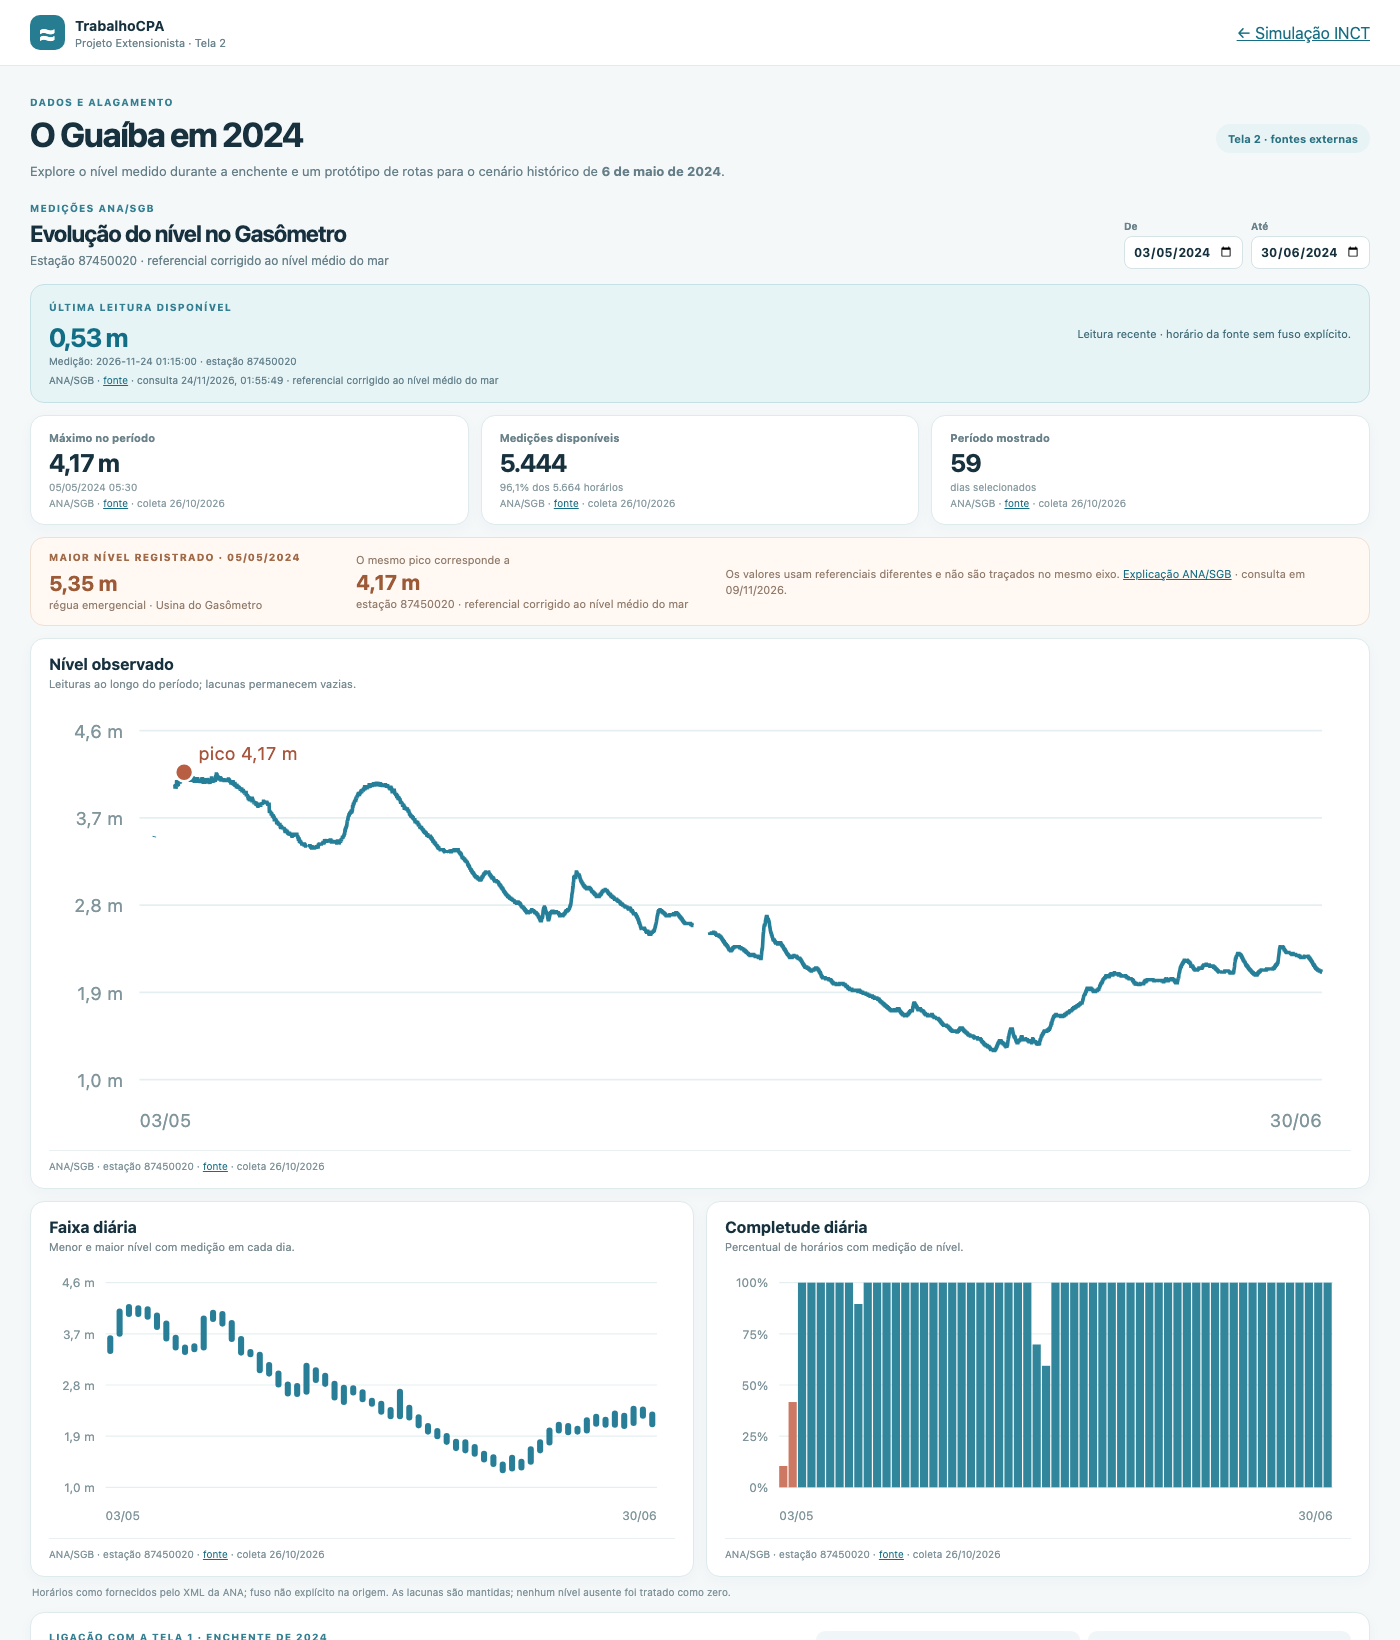 TrabalhoCPA
Projeto Extensionista · Tela 2
← Simulação INCT
DADOS E ALAGAMENTO
O Guaíba em 2024
Tela 2 · fontes externas
Explore o nível medido durante a enchente e um protótipo de rotas para o cenário histórico de 6 de maio de 2024.
MEDIÇÕES ANA/SGB
Evolução do nível no Gasômetro
Estação 87450020 · referencial corrigido ao nível médio do mar
De
03/05/2024
Até
30/06/2024
ÚLTIMA LEITURA DISPONÍVEL
0,53 m
Medição: 2026-11-24 01:15:00 · estação 87450020
ANA/SGB · fonte · consulta 24/11/2026, 01:55:49 · referencial corrigido ao nível médio do mar
Leitura recente · horário da fonte sem fuso explícito.
Máximo no período
4,17 m
05/05/2024 05:30
ANA/SGB · fonte · coleta 26/10/2026
Medições disponíveis
5.444
96,1% dos 5.664 horários
ANA/SGB · fonte · coleta 26/10/2026
Período mostrado
59
dias selecionados
ANA/SGB · fonte · coleta 26/10/2026
MAIOR NÍVEL REGISTRADO · 05/05/2024
5,35 m
régua emergencial · Usina do Gasômetro
O mesmo pico corresponde a
4,17 m
estação 87450020 · referencial corrigido ao nível médio do mar
Os valores usam referenciais diferentes e não são traçados no mesmo eixo. Explicação ANA/SGB · consulta em
09/11/2026.
Nível observado
Leituras ao longo do período; lacunas permanecem vazias.
4,6 m
pico 4,17 m
3,7 m
2,8 m
1,9 m
1,0 m
03/05
30/06
ANA/SGB · estação 87450020 · fonte · coleta 26/10/2026
Faixa diária
Menor e maior nível com medição em cada dia.
4,6 m
3,7 m
2,8 m
1,9 m
1,0 m
03/05
30/06
ANA/SGB · estação 87450020 · fonte · coleta 26/10/2026
Completude diária
Percentual de horários com medição de nível.
100%
75%
50%
25%
0%
03/05
30/06
ANA/SGB · estação 87450020 · fonte · coleta 26/10/2026
Horários como fornecidos pelo XML da ANA; fuso não explícito na origem. As lacunas são mantidas; nenhum nível ausente foi tratado como zero.
LIGAÇÃO COM A TELA 1 · ENCHENTE DE 2024